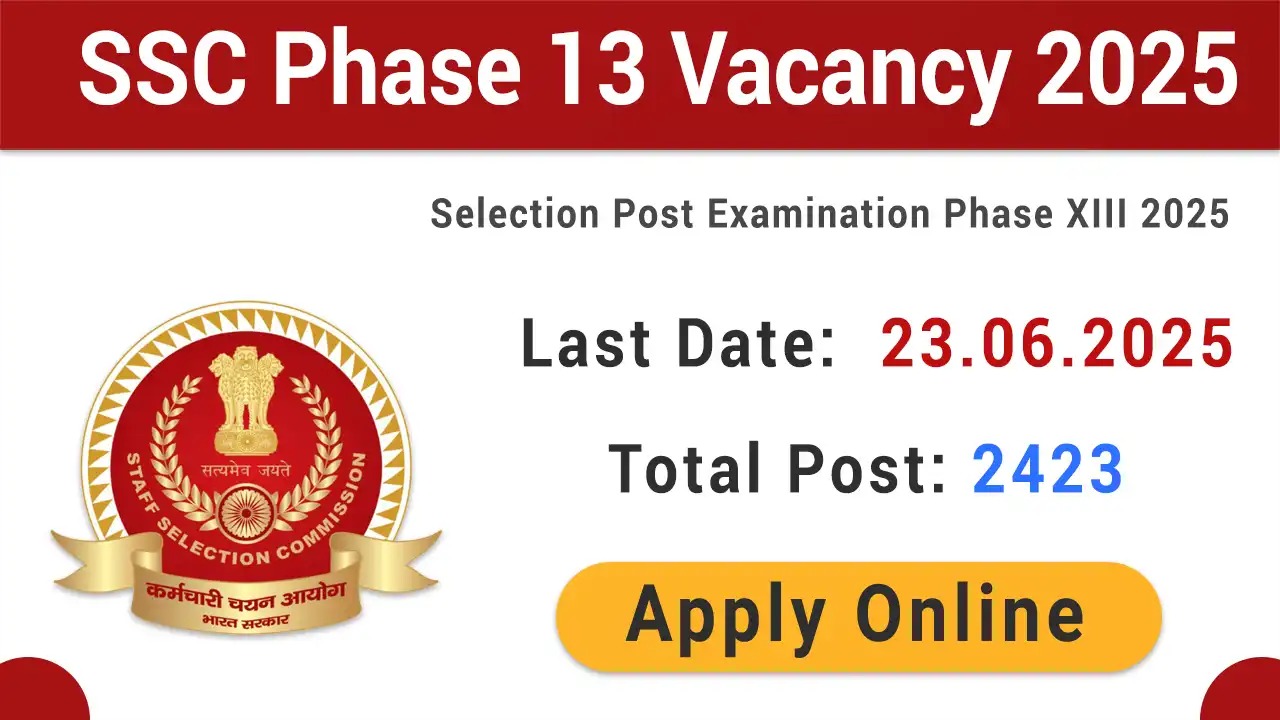 SSC Phase 13 Vacancy 2025
Selection Post Examination Phase XIII 2025
Last Date: 23.06.2025
Total Post: 2423
Apply Online
सत्यमेव जयते
STAFF SELECTION COMMISSION
कर्मचारी चयन आयोग
भारत सरकार